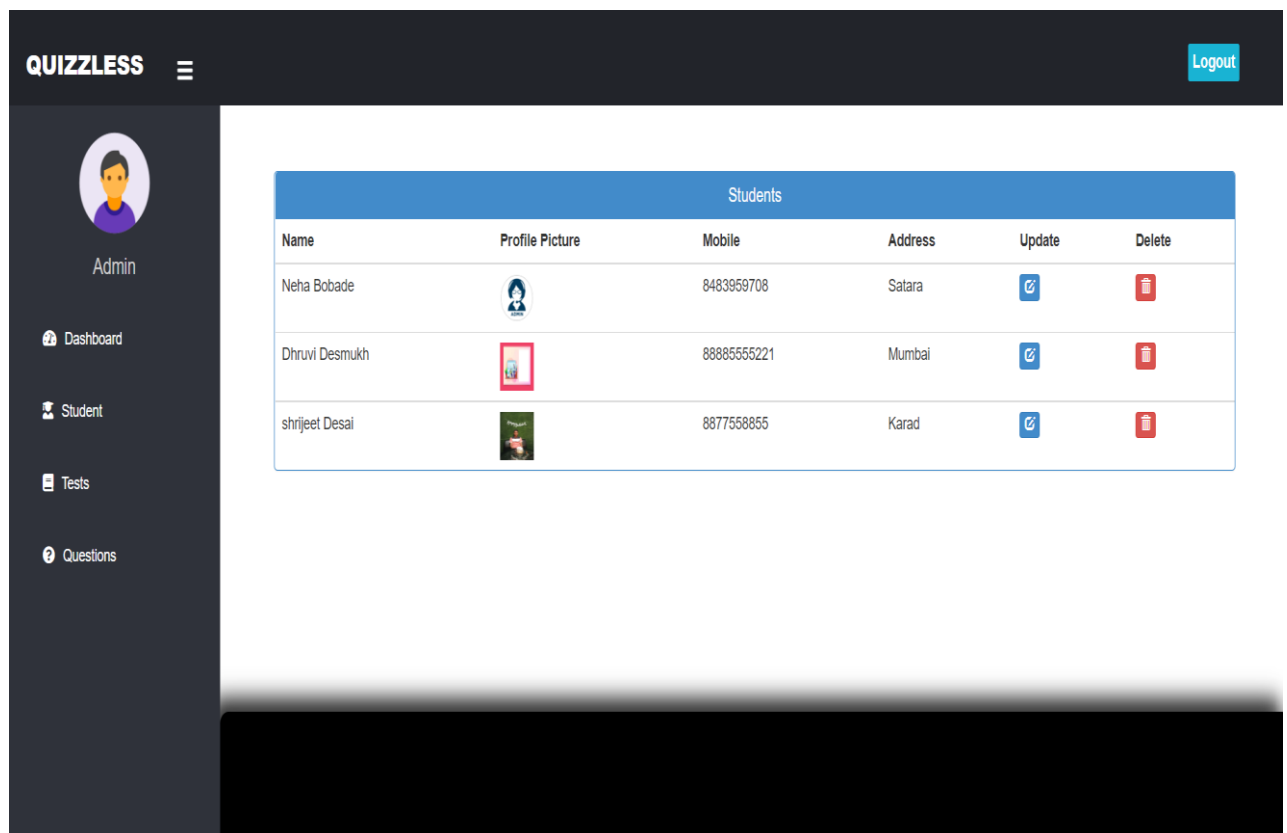 QUIZZLESS
Logout
Admin
Dashboard
Student
Tests
Questions
Students
Name Profile Picture Mobile Address Update Delete
Neha Bobade ADMIN 8483959708 Satara
Dhruvi Desmukh 88885555221 Mumbai
shrijeet Desai 8877558855 Karad